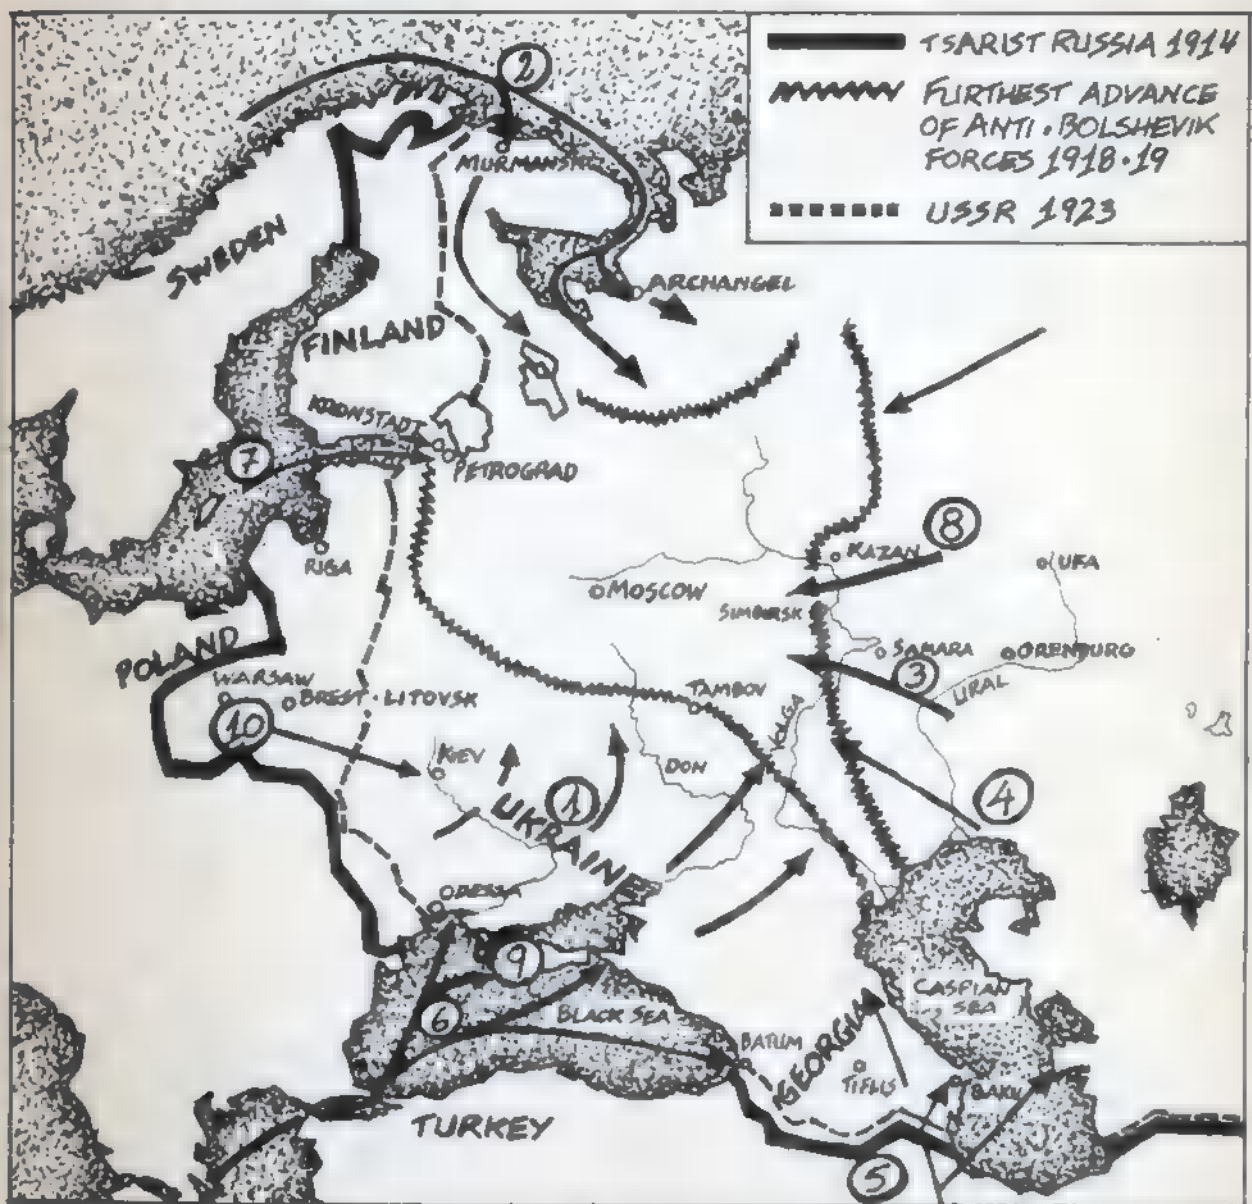 TSARIST RUSSIA 1914
FURTHEST ADVANCE
OF ANTI·BOLSHEVIK
FORCES 1918·19
USSR 1923
2
MURMANSK
SWEDEN
ARCHANGEL
FINLAND
KRONSTADT
7
PETROGRAD
8
KAZAN
UFA
RIGA
MOSCOW
SIMBIRSK
POLAND
SAMARA
ORENBURG
3
URAL
WARSAW
BREST·LITOVSK
TAMBOV
10
VOLGA
KIEV
DON
1
4
UKRAINE
ODESSA
9
CASPIAN
SEA
6
BLACK SEA
BATUM
GEORGIA
TIFLIS
BAKU
TURKEY
5